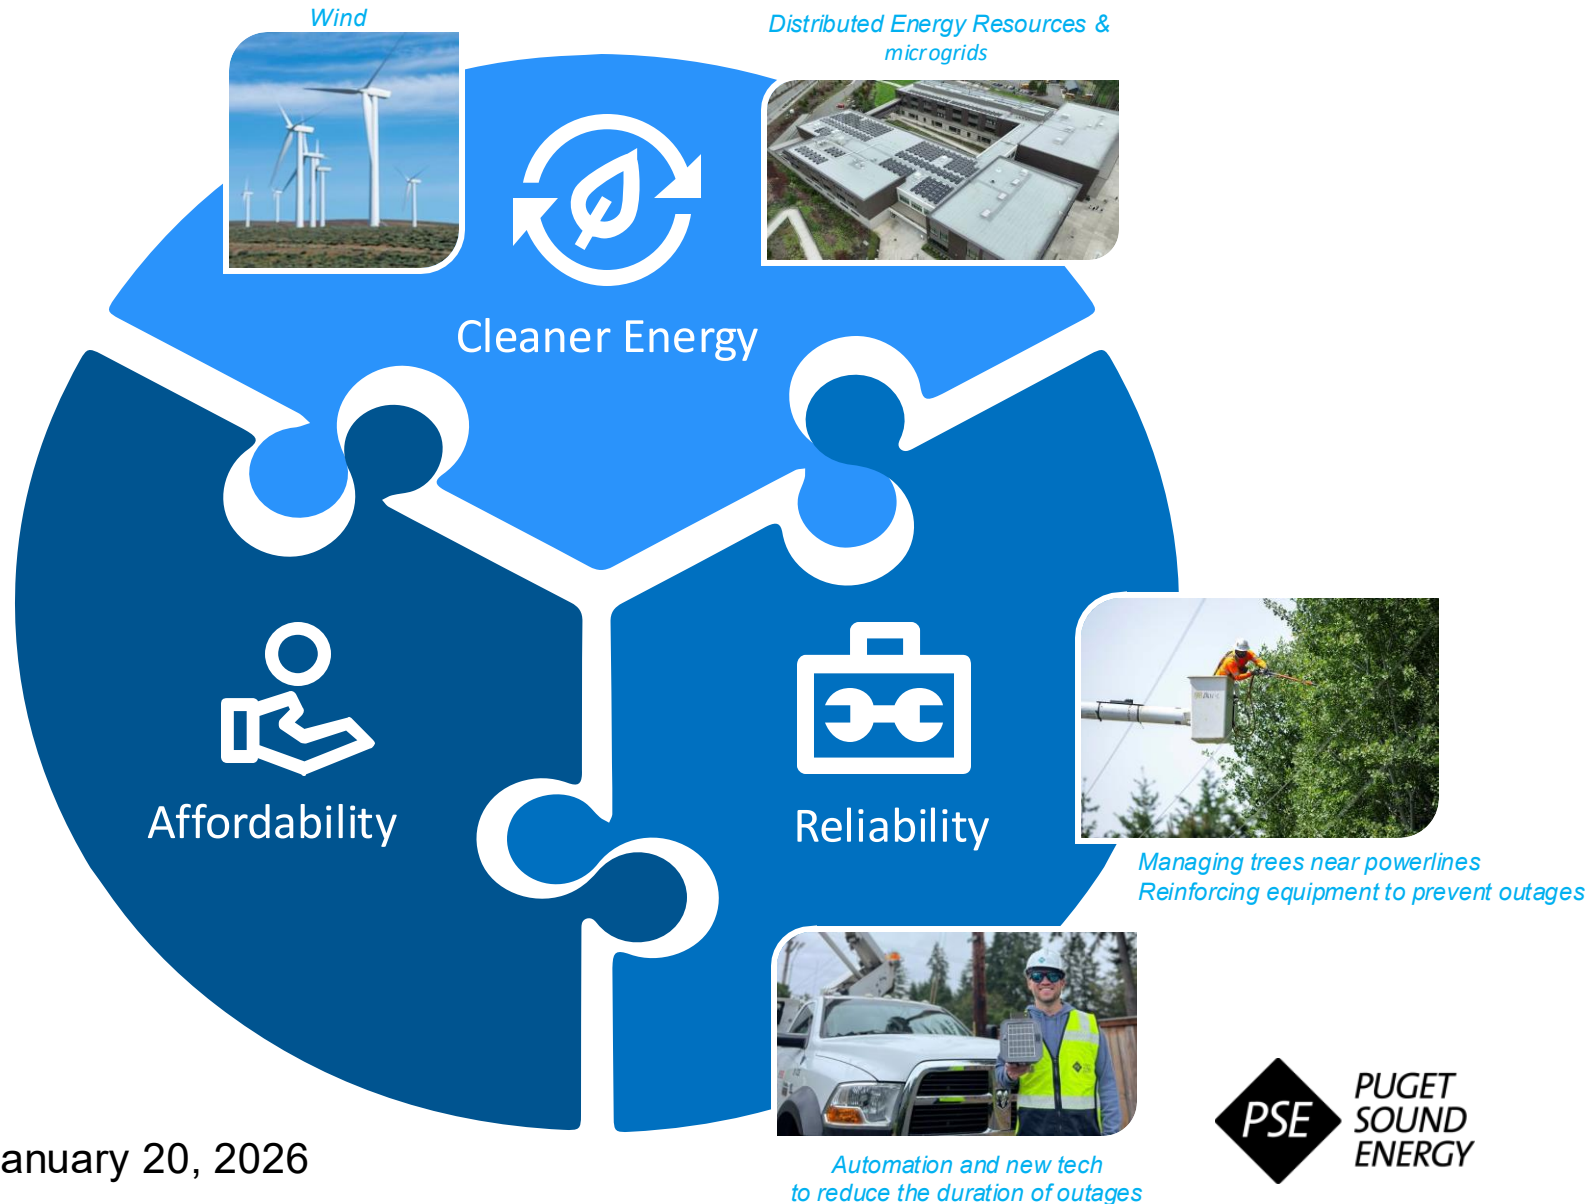 Wind
Distributed Energy Resources &
microgrids
Cleaner Energy
Affordability
Reliability
Managing trees near powerlines
Reinforcing equipment to prevent outages
Automation and new tech
to reduce the duration of outages
anuary 20, 2026
PSE
PUGET
SOUND
ENERGY